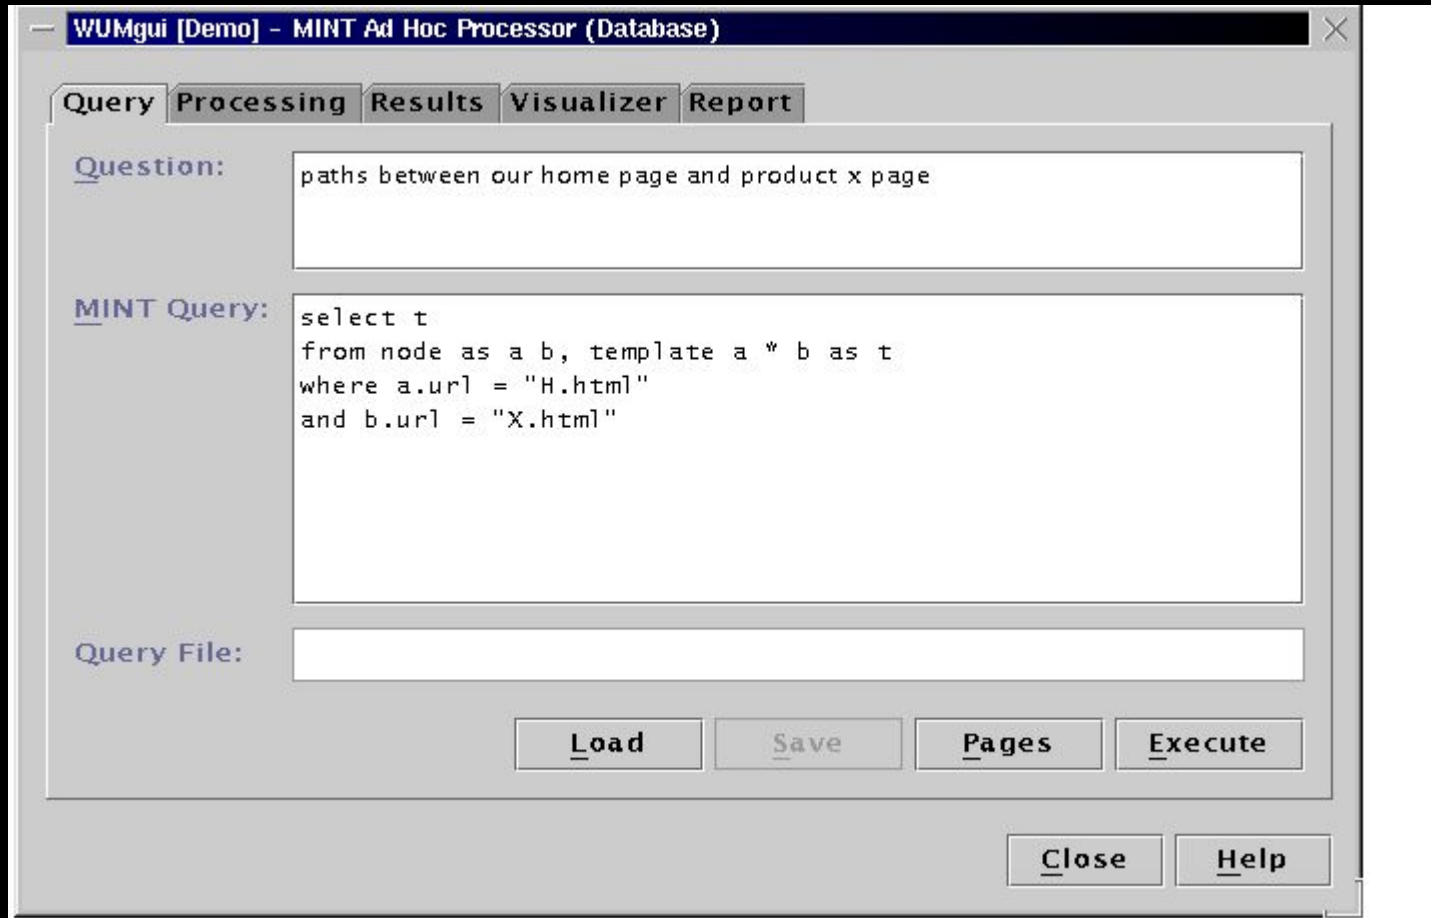 WUMgui [Demo] - MINT Ad Hoc Processor (Database)
Query Processing Results Visualizer Report
Question:
paths between our home page and product x page
MINT Query:
select t
from node as a b, template a * b as t
where a.url = "H.html"
and b.url = "X.html"
Query File:
Load Save Pages Execute
Close Help